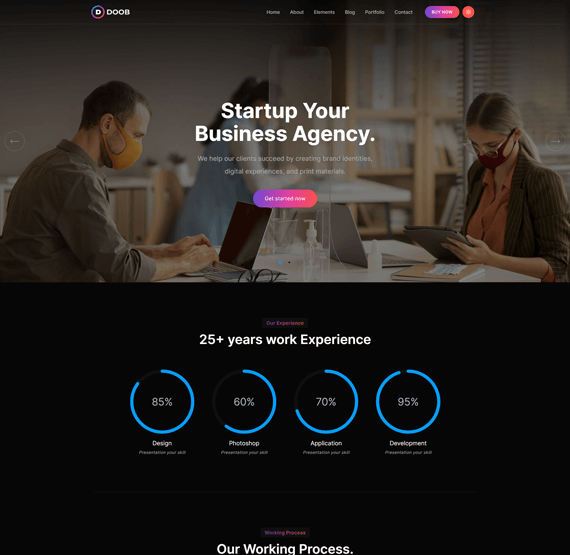 D DOOB
Home About Elements Blog Portfolio Contact BUY NOW
Startup Your
Business Agency.
We help our clients succeed by creating brand identities,
digital experiences, and print materials.
Get started now
Our Experience
25+ years work Experience
85% 60% 70% 95%
Design Photoshop Application Development
Presentation your skill Presentation your skill Presentation your skill Presentation your skill
Working Process
Our Working Process.